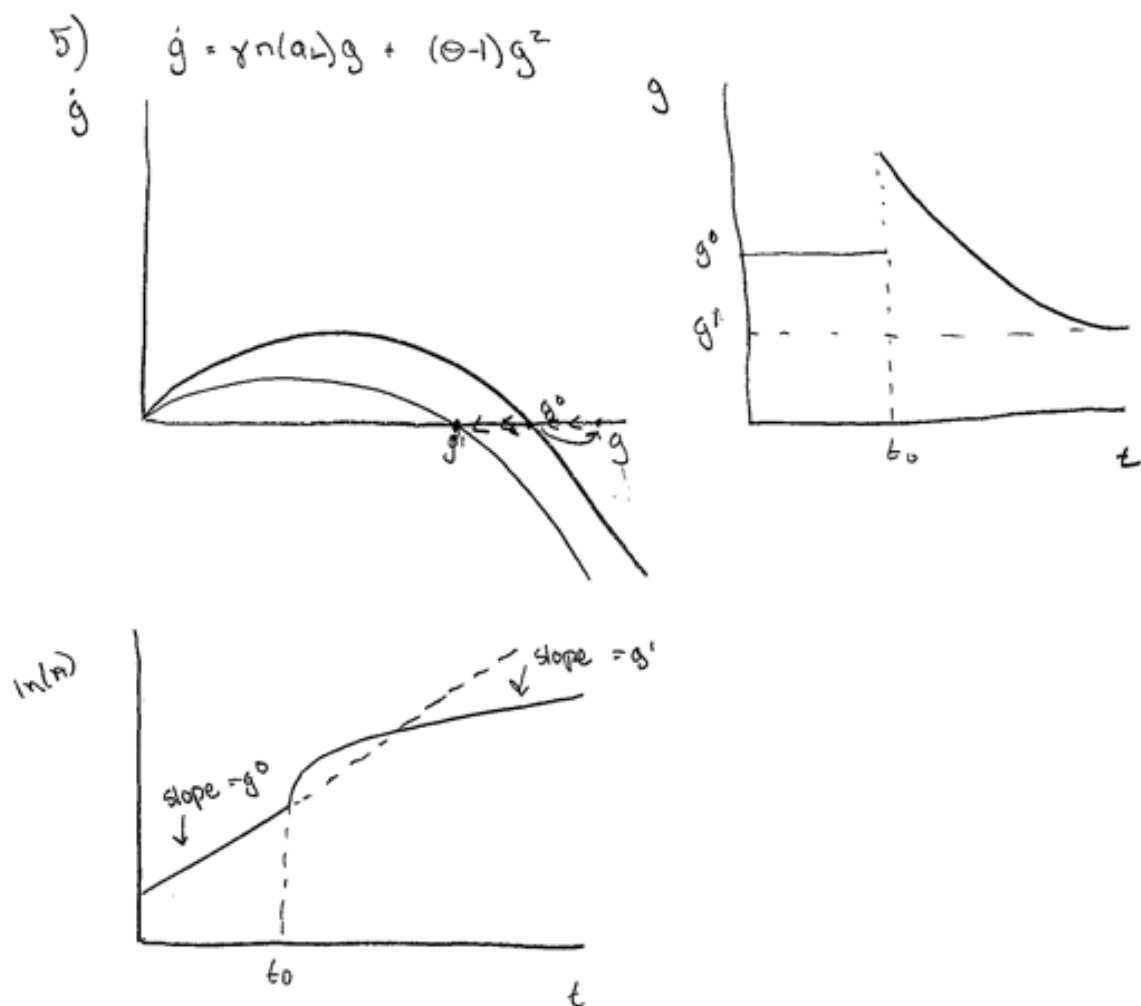 5) ġ = γn(aL)g + (θ-1)g²
ġ
g⁰
g¹
g
g
g⁰
g¹
t₀
t
ln(A)
slope = g⁰
slope = g¹
t₀
t